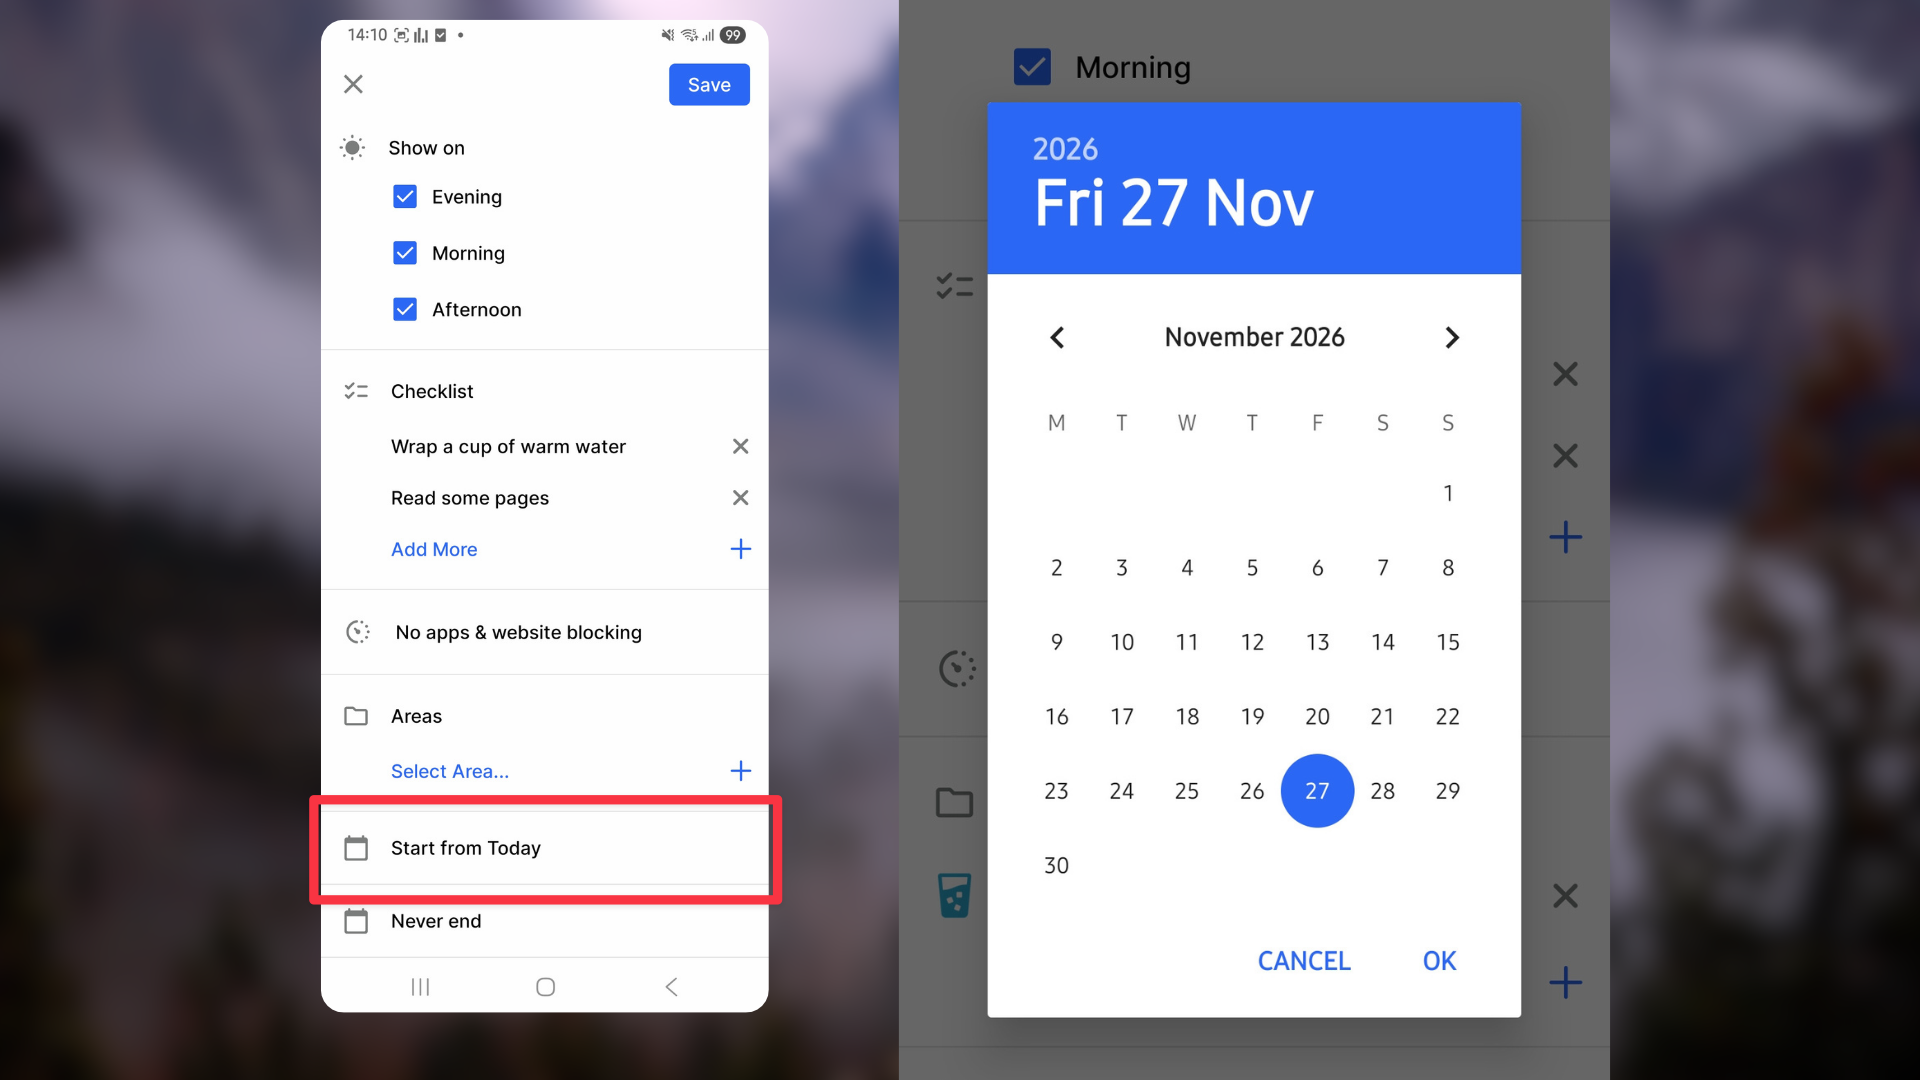 14:10
99
Save
Show on
Evening
Morning
Afternoon
Checklist
Wrap a cup of warm water
Read some pages
Add More
No apps & website blocking
Areas
Select Area...
Start from Today
Never end
Morning
2026
Fri 27 Nov
November 2026
M T W T F S S
1
2 3 4 5 6 7 8
9 10 11 12 13 14 15
16 17 18 19 20 21 22
23 24 25 26 27 28 29
30
CANCEL OK